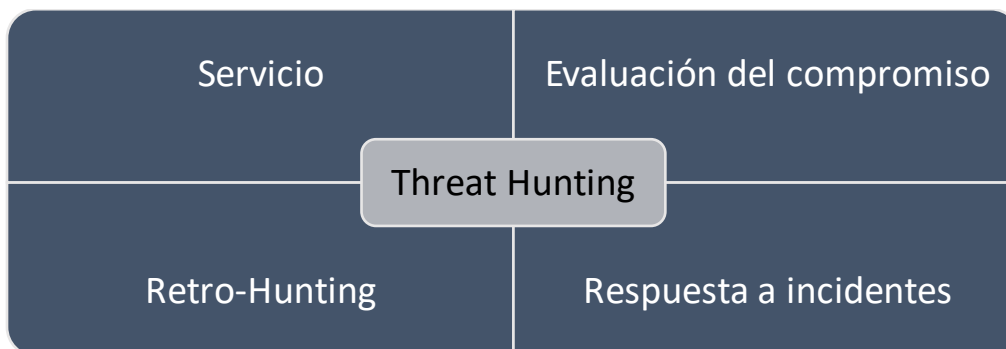 Servicio
Evaluación del compromiso
Threat Hunting
Retro-Hunting
Respuesta a incidentes